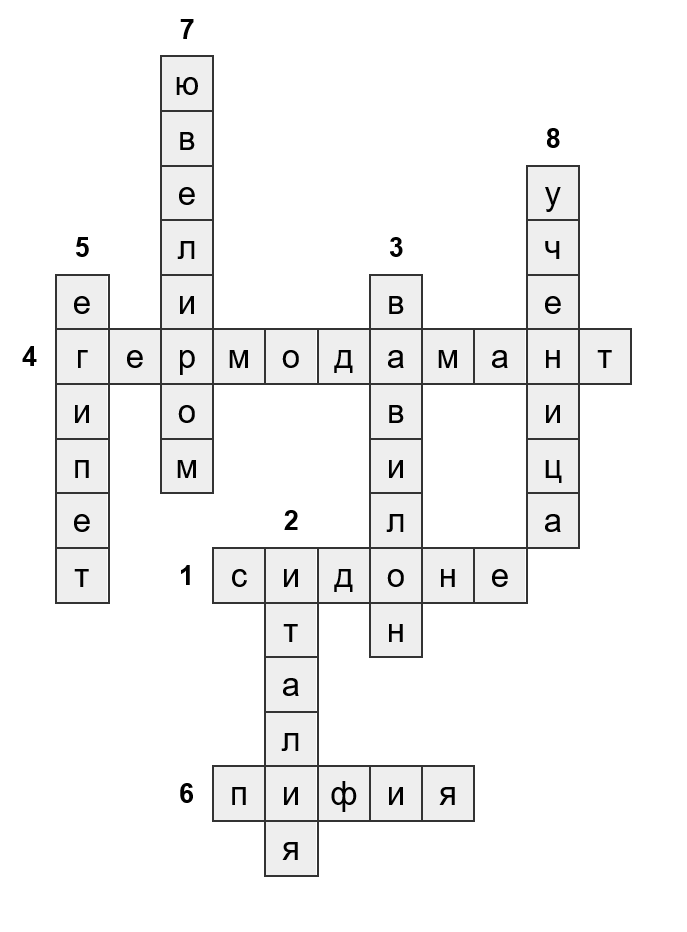 7
ю
в
8
е
у
л
ч
5
3
е
и
в
е
4 г е р м о д а м а н т
и
о
в
и
п
м
и
ц
е
2
л
а
т
1 с и д о н е
т
н
а
л
6 п и ф и я
я